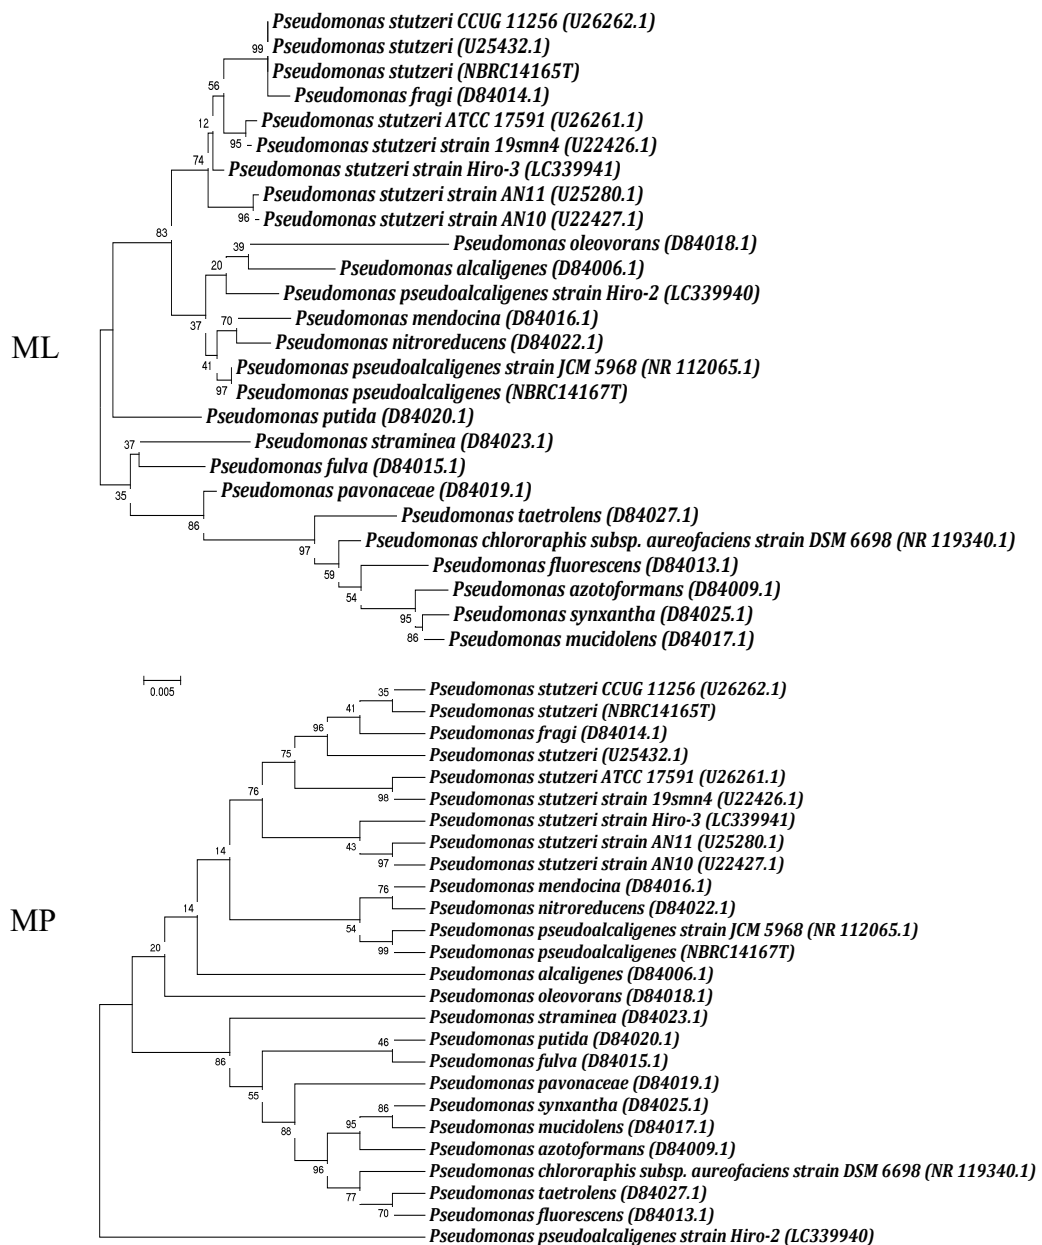 Pseudomonas stutzeri CCUG 11256 (U26262.1)
99 Pseudomonas stutzeri (U25432.1)
Pseudomonas stutzeri (NBRC14165T)
56
Pseudomonas fragi (D84014.1)
12
Pseudomonas stutzeri ATCC 17591 (U26261.1)
95 Pseudomonas stutzeri strain 19smn4 (U22426.1)
74
Pseudomonas stutzeri strain Hiro-3 (LC339941)
Pseudomonas stutzeri strain AN11 (U25280.1)
96 Pseudomonas stutzeri strain AN10 (U22427.1)
83
39 Pseudomonas oleovorans (D84018.1)
20 Pseudomonas alcaligenes (D84006.1)
Pseudomonas pseudoalcaligenes strain Hiro-2 (LC339940)
37 70 Pseudomonas mendocina (D84016.1)
Pseudomonas nitroreducens (D84022.1)
ML
41 Pseudomonas pseudoalcaligenes strain JCM 5968 (NR 112065.1)
97 Pseudomonas pseudoalcaligenes (NBRC14167T)
Pseudomonas putida (D84020.1)
37 Pseudomonas straminea (D84023.1)
Pseudomonas fulva (D84015.1)
35 Pseudomonas pavonaceae (D84019.1)
86 Pseudomonas taetrolens (D84027.1)
97 Pseudomonas chlororaphis subsp. aureofaciens strain DSM 6698 (NR 119340.1)
59 Pseudomonas fluorescens (D84013.1)
54 Pseudomonas azotoformans (D84009.1)
95 Pseudomonas synxantha (D84025.1)
86 Pseudomonas mucidolens (D84017.1)
0.005
35 Pseudomonas stutzeri CCUG 11256 (U26262.1)
41 Pseudomonas stutzeri (NBRC14165T)
96 Pseudomonas fragi (D84014.1)
75 Pseudomonas stutzeri (U25432.1)
Pseudomonas stutzeri ATCC 17591 (U26261.1)
76 98 Pseudomonas stutzeri strain 19smn4 (U22426.1)
Pseudomonas stutzeri strain Hiro-3 (LC339941)
14 43 Pseudomonas stutzeri strain AN11 (U25280.1)
97 Pseudomonas stutzeri strain AN10 (U22427.1)
76 Pseudomonas mendocina (D84016.1)
14 Pseudomonas nitroreducens (D84022.1)
MP
54 Pseudomonas pseudoalcaligenes strain JCM 5968 (NR 112065.1)
20 99 Pseudomonas pseudoalcaligenes (NBRC14167T)
Pseudomonas alcaligenes (D84006.1)
Pseudomonas oleovorans (D84018.1)
Pseudomonas straminea (D84023.1)
46 Pseudomonas putida (D84020.1)
86 Pseudomonas fulva (D84015.1)
55 Pseudomonas pavonaceae (D84019.1)
86 Pseudomonas synxantha (D84025.1)
88 95 Pseudomonas mucidolens (D84017.1)
Pseudomonas azotoformans (D84009.1)
96 Pseudomonas chlororaphis subsp. aureofaciens strain DSM 6698 (NR 119340.1)
77 Pseudomonas taetrolens (D84027.1)
70 Pseudomonas fluorescens (D84013.1)
Pseudomonas pseudoalcaligenes strain Hiro-2 (LC339940)